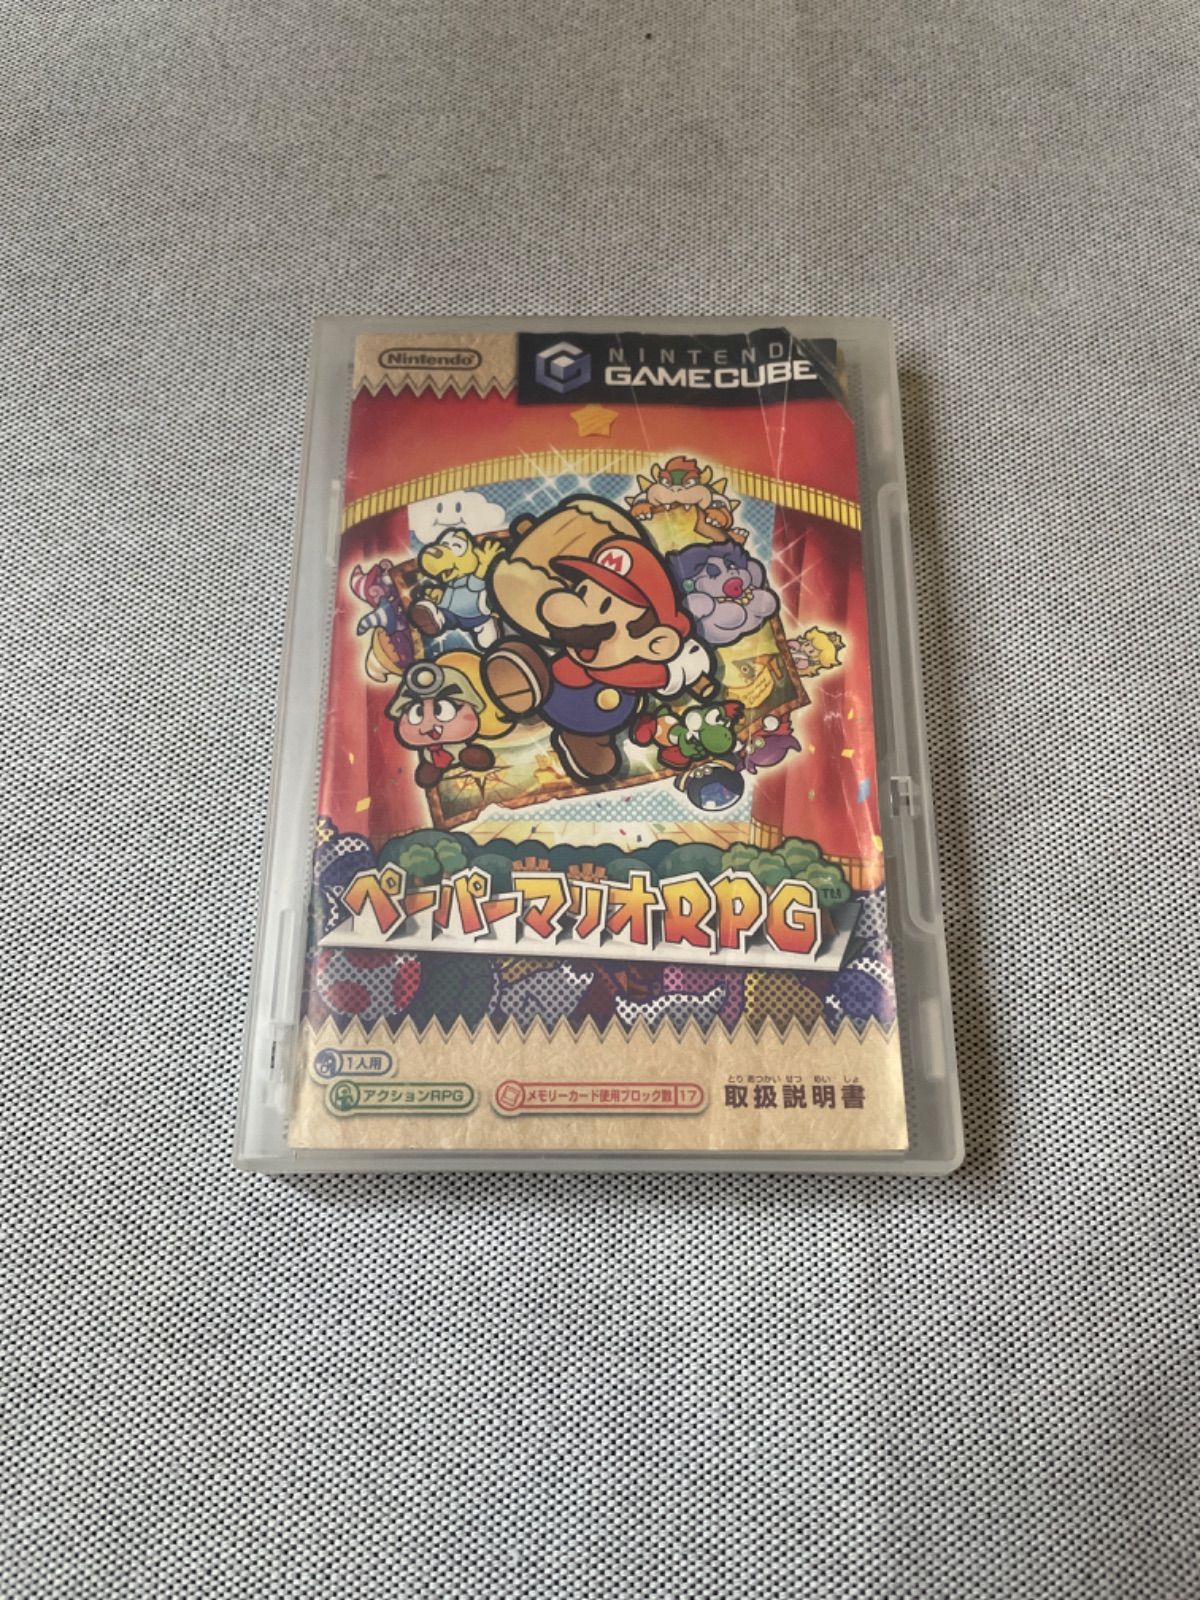 Nintendo
NINTENDO
GAMECUBE
M
ペーパーマリオRPG™
1人用
アクションRPG
メモリーカード使用ブロック数 17
とりあつかいせつめいしょ
取扱説明書